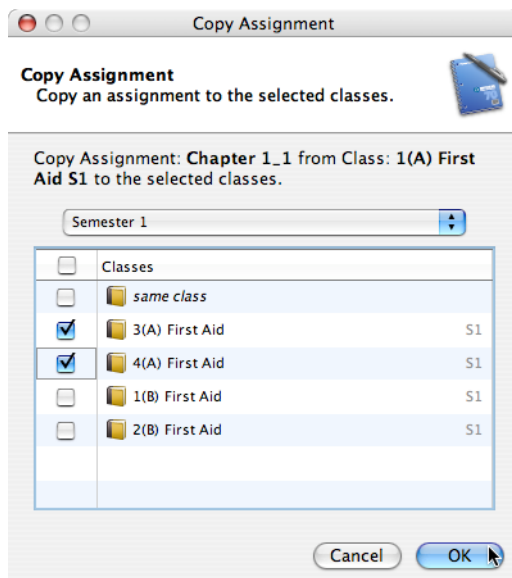 Copy Assignment
Copy Assignment
Copy an assignment to the selected classes.
Copy Assignment: Chapter 1_1 from Class: 1(A) First
Aid S1 to the selected classes.
Semester 1
Classes
same class
3(A) First Aid S1
4(A) First Aid S1
1(B) First Aid S1
2(B) First Aid S1
Cancel OK